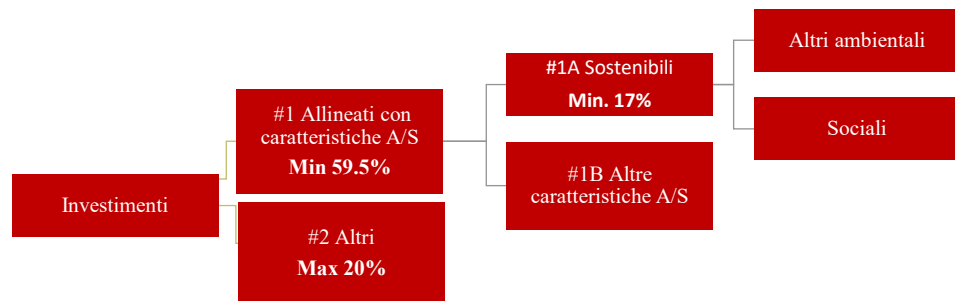 Investimenti
#1 Allineati con
caratteristiche A/S
Min 59.5%
#2 Altri
Max 20%
#1A Sostenibili
Min. 17%
#1B Altre
caratteristiche A/S
Altri ambientali
Sociali